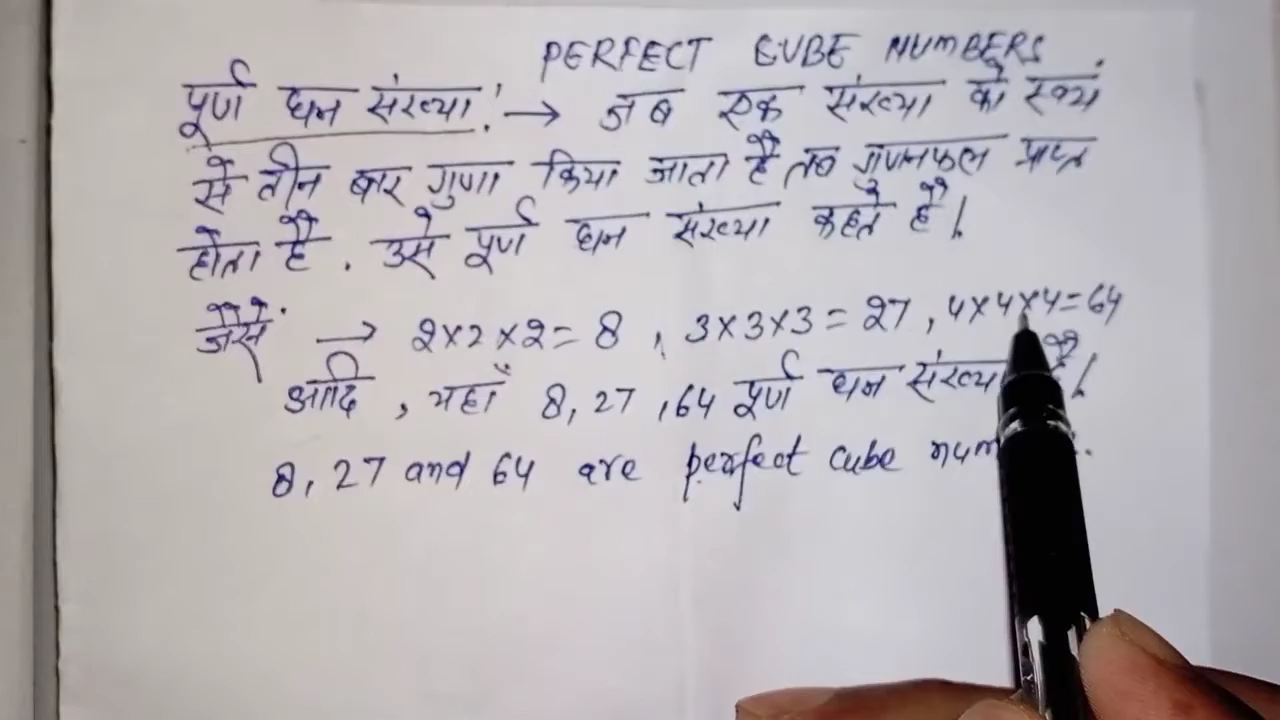 PERFECT CUBE NUMBERS
पूर्ण घन संख्या :→ जब एक संख्या को स्वयं
से तीन बार गुणा किया जाता है तब गुणनफल प्राप्त
होता है . उसे पूर्ण घन संख्या कहते है।
जैसे → 2×2×2=8 , 3×3×3=27 , 4×4×4=64
आदि , यहाँ 8, 27 , 64 पूर्ण घन संख्या है।
8, 27 and 64 are perfect cube